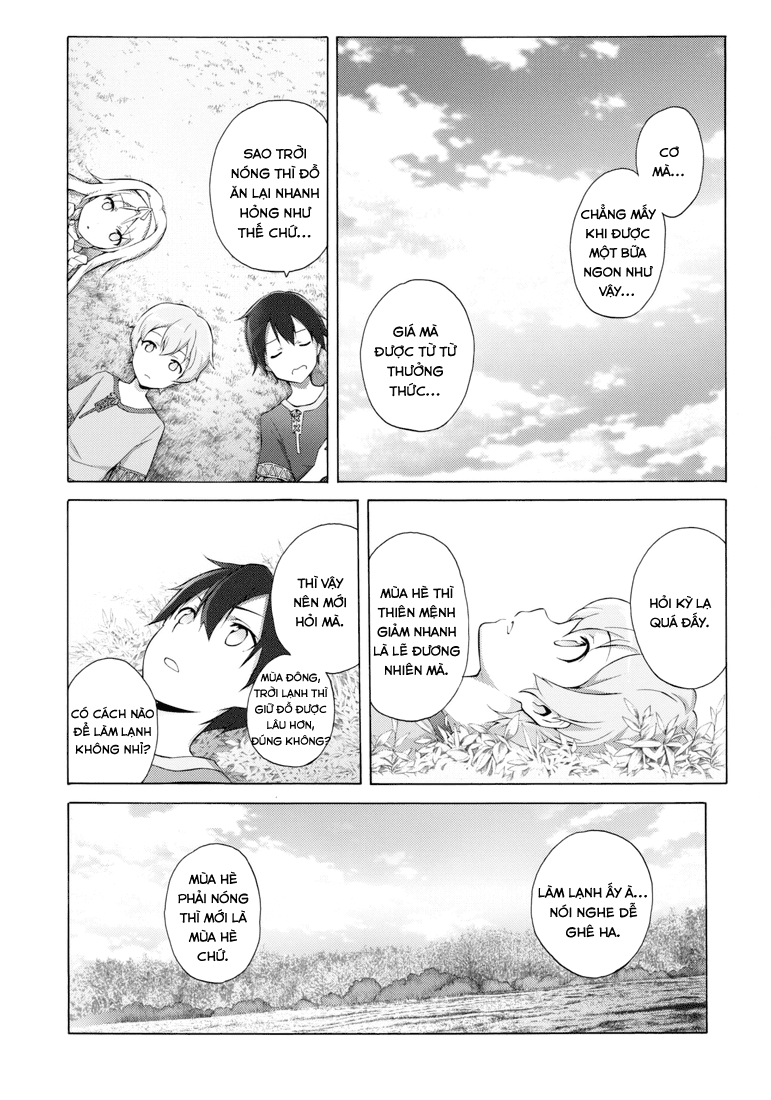 CƠ
MÀ...
CHẲNG MẤY
KHI ĐƯỢC
MỘT BỮA
NGON NHƯ
VẬY...
GIÁ MÀ
ĐƯỢC TỪ TỪ
THƯỞNG
THỨC...
SAO TRỜI
NÓNG THÌ ĐỒ
ĂN LẠI NHANH
HỎNG NHƯ
THẾ CHỨ...
HỎI KỲ LẠ
QUÁ ĐẤY.
MÙA HÈ THÌ
THIÊN MỆNH
GIẢM NHANH
LÀ LẼ ĐƯƠNG
NHIÊN MÀ.
THÌ VẬY
NÊN MỚI
HỎI MÀ.
MÙA ĐÔNG,
TRỜI LẠNH THÌ
GIỮ ĐỒ ĐƯỢC
LÂU HƠN,
ĐÚNG KHÔNG?
CÓ CÁCH NÀO
ĐỂ LÀM LẠNH
KHÔNG NHỈ?
LÀM LẠNH ẤY À...
NÓI NGHE DỄ
GHÊ HA.
MÙA HÈ
PHẢI NÓNG
THÌ MỚI LÀ
MÙA HÈ
CHỨ.